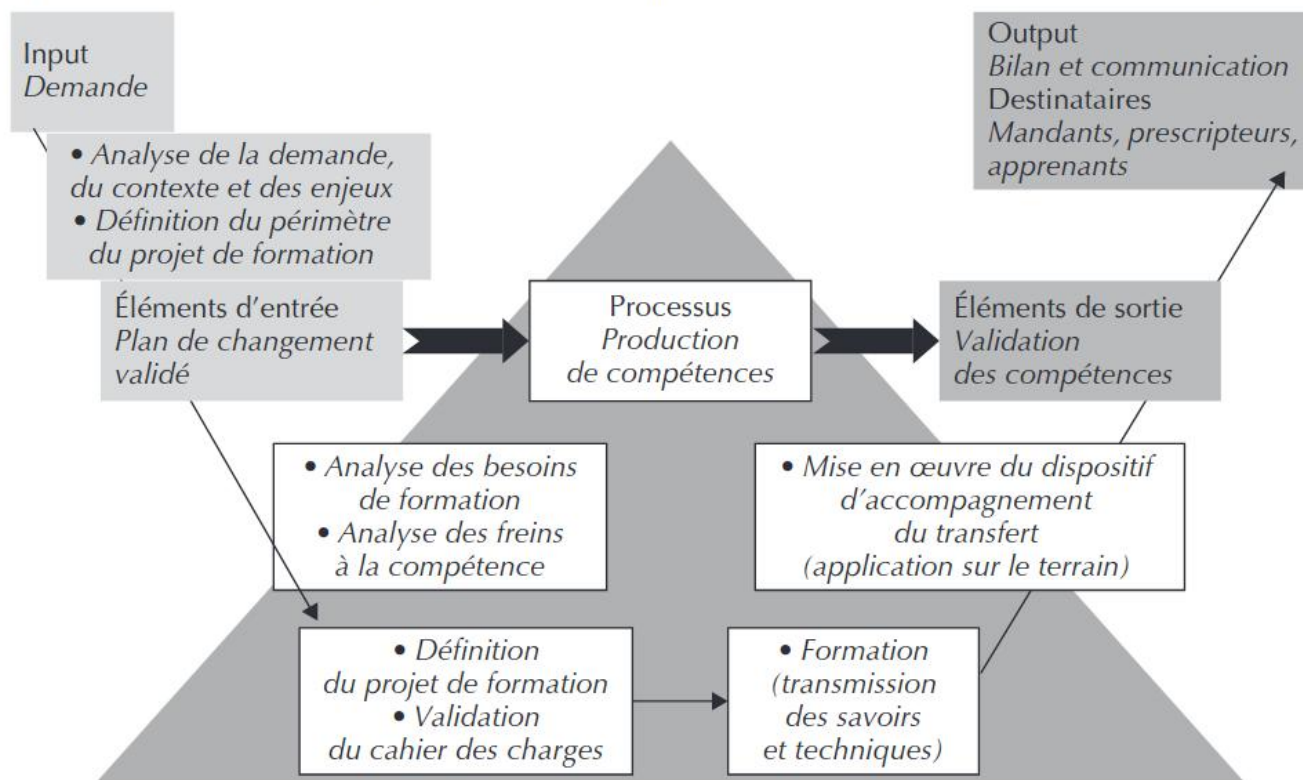 Input
Demande
• Analyse de la demande,
du contexte et des enjeux
• Définition du périmètre
du projet de formation
Éléments d'entrée
Plan de changement
validé
Processus
Production
de compétences
Éléments de sortie
Validation
des compétences
Output
Bilan et communication
Destinataires
Mandants, prescripteurs,
apprenants
• Analyse des besoins
de formation
• Analyse des freins
à la compétence
• Mise en œuvre du dispositif
d'accompagnement
du transfert
(application sur le terrain)
• Définition
du projet de formation
• Validation
du cahier des charges
• Formation
(transmission
des savoirs
et techniques)